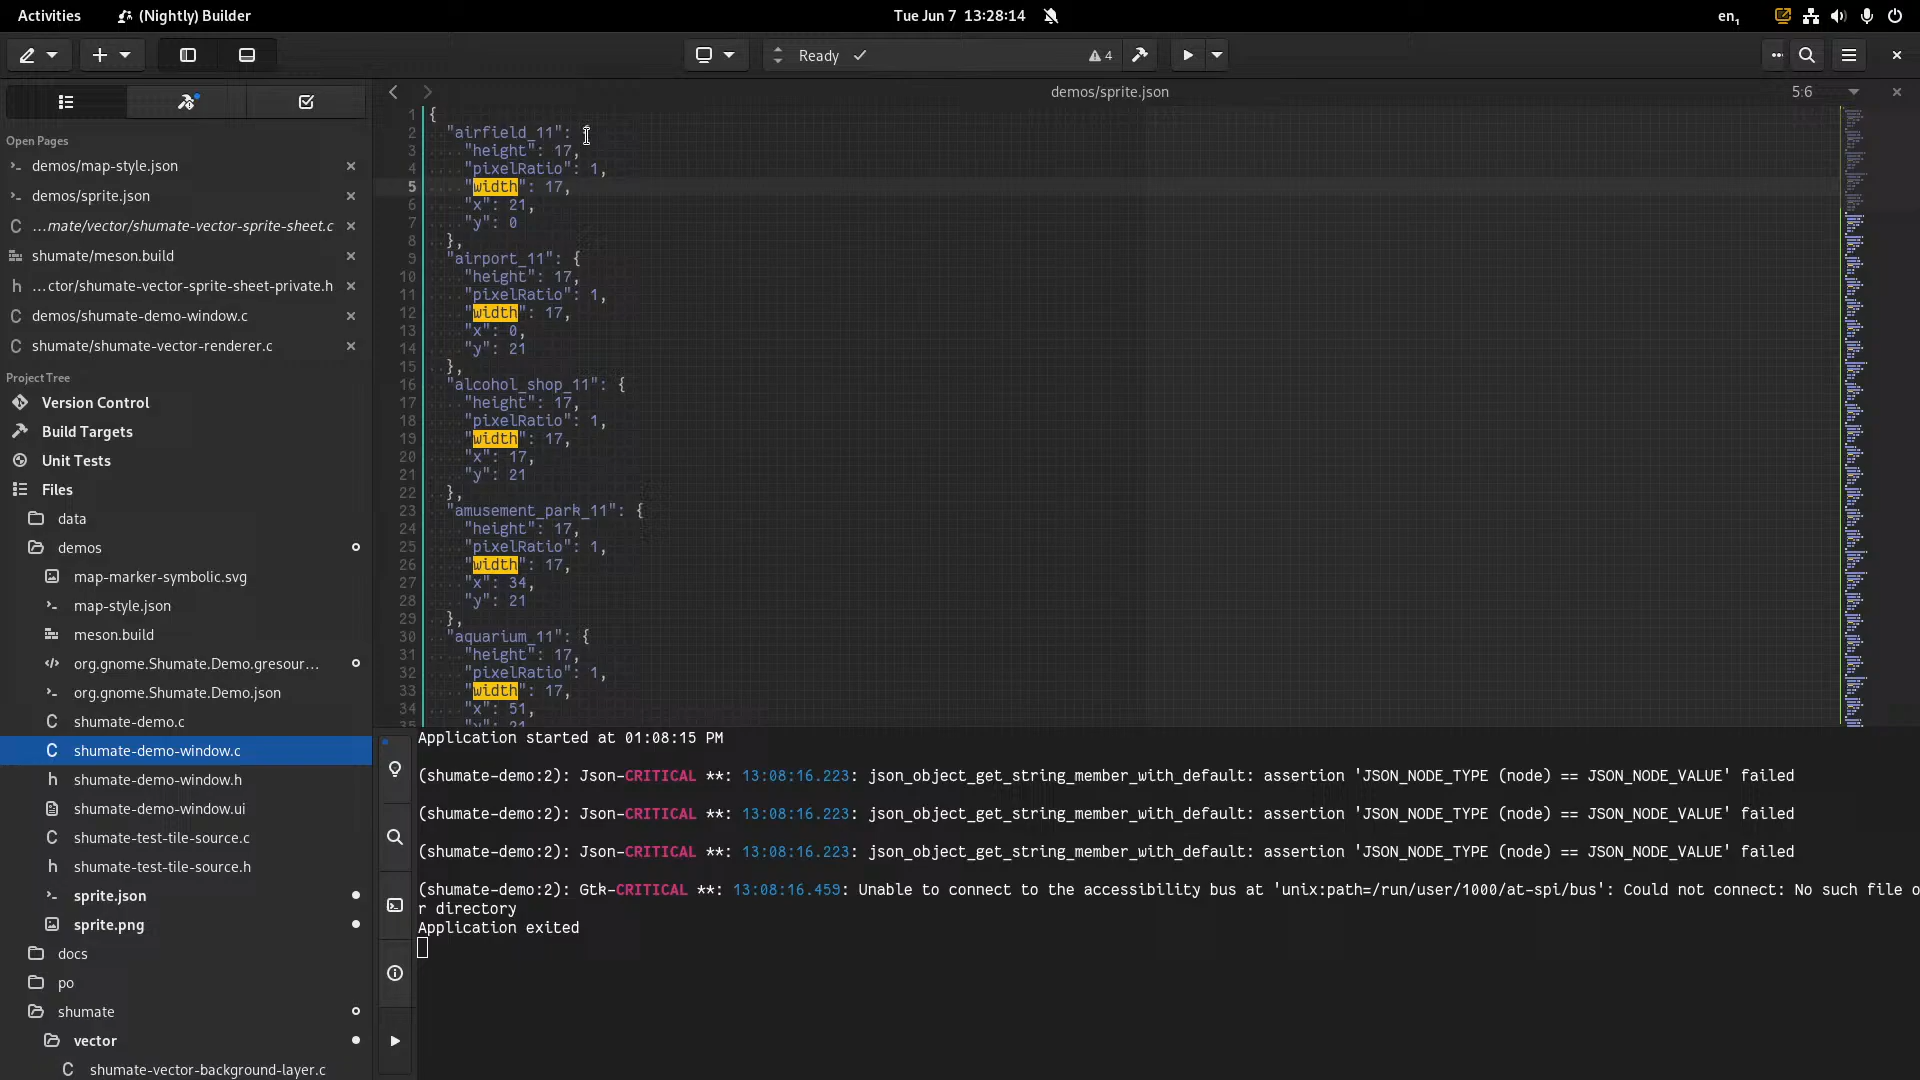 Activities
(Nightly) Builder
Tue Jun 7 13:28:14
en₁
Ready
4
demos/sprite.json
5:6
Open Pages
demos/map-style.json
demos/sprite.json
C …mate/vector/shumate-vector-sprite-sheet.c
shumate/meson.build
h …ctor/shumate-vector-sprite-sheet-private.h
C demos/shumate-demo-window.c
C shumate/shumate-vector-renderer.c
Project Tree
Version Control
Build Targets
Unit Tests
Files
data
demos
map-marker-symbolic.svg
map-style.json
meson.build
org.gnome.Shumate.Demo.gresour...
org.gnome.Shumate.Demo.json
C shumate-demo.c
C shumate-demo-window.c
h shumate-demo-window.h
shumate-demo-window.ui
C shumate-test-tile-source.c
h shumate-test-tile-source.h
sprite.json
sprite.png
docs
po
shumate
vector
C shumate-vector-background-layer.c
1 {
2 "airfield_11": {
3 "height": 17,
4 "pixelRatio": 1,
5 "width": 17,
6 "x": 21,
7 "y": 0
8 },
9 "airport_11": {
10 "height": 17,
11 "pixelRatio": 1,
12 "width": 17,
13 "x": 0,
14 "y": 21
15 },
16 "alcohol_shop_11": {
17 "height": 17,
18 "pixelRatio": 1,
19 "width": 17,
20 "x": 17,
21 "y": 21
22 },
23 "amusement_park_11": {
24 "height": 17,
25 "pixelRatio": 1,
26 "width": 17,
27 "x": 34,
28 "y": 21
29 },
30 "aquarium_11": {
31 "height": 17,
32 "pixelRatio": 1,
33 "width": 17,
34 "x": 51,
35 "y": 21
Application started at 01:08:15 PM
(shumate-demo:2): Json-CRITICAL **: 13:08:16.223: json_object_get_string_member_with_default: assertion 'JSON_NODE_TYPE (node) == JSON_NODE_VALUE' failed
(shumate-demo:2): Json-CRITICAL **: 13:08:16.223: json_object_get_string_member_with_default: assertion 'JSON_NODE_TYPE (node) == JSON_NODE_VALUE' failed
(shumate-demo:2): Json-CRITICAL **: 13:08:16.223: json_object_get_string_member_with_default: assertion 'JSON_NODE_TYPE (node) == JSON_NODE_VALUE' failed
(shumate-demo:2): Gtk-CRITICAL **: 13:08:16.459: Unable to connect to the accessibility bus at 'unix:path=/run/user/1000/at-spi/bus': Could not connect: No such file o
r directory
Application exited